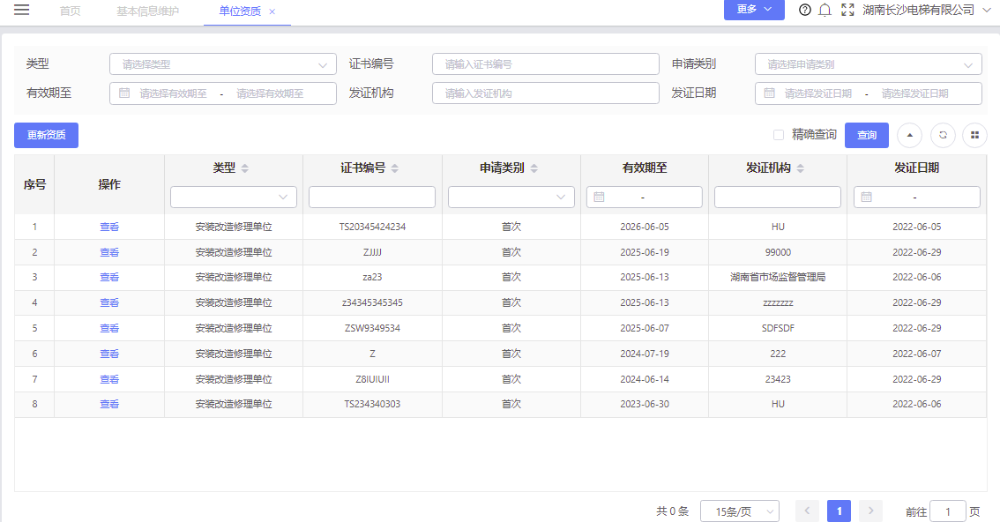 首页 基本信息维护 单位资质 × 更多 湖南长沙电梯有限公司
类型 请选择类型 证书编号 请输入证书编号 申请类别 请选择申请类别
有效期至 请选择有效期至 - 请选择有效期至 发证机构 请输入发证机构 发证日期 请选择发证日期 - 请选择发证日期
更新资质 精确查询 查询
序号 操作 类型 证书编号 申请类别 有效期至 发证机构 发证日期
- -
1 查看 安装改造修理单位 TS20345424234 首次 2026-06-05 HU 2022-06-05
2 查看 安装改造修理单位 ZJJJJ 首次 2025-06-19 99000 2022-06-29
3 查看 安装改造修理单位 za23 首次 2025-06-13 湖南省市场监督管理局 2022-06-06
4 查看 安装改造修理单位 z34345345345 首次 2025-06-13 zzzzzzz 2022-06-29
5 查看 安装改造修理单位 ZSW9349534 首次 2025-06-07 SDFSDF 2022-06-29
6 查看 安装改造修理单位 Z 首次 2024-07-19 222 2022-06-07
7 查看 安装改造修理单位 Z8IUIUII 首次 2024-06-14 23423 2022-06-29
8 查看 安装改造修理单位 TS234340303 首次 2023-06-30 HU 2022-06-06
共 0 条 15条/页 1 前往 1 页